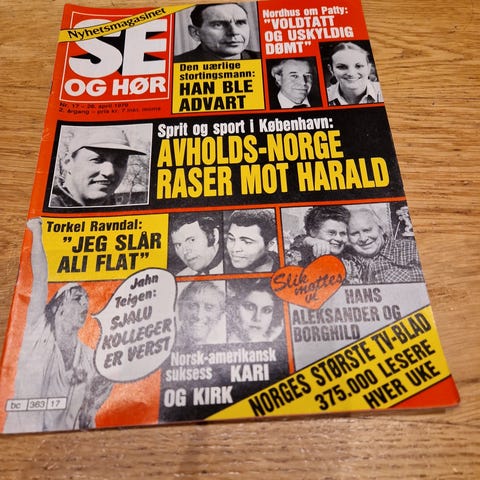 Nyhetsmagasinet
SE
OG HØR
Nr. 17 - 26. april 1979
2. årgang - pris kr. 7 inkl. moms
Den uærlige
stortingsmann:
HAN BLE
ADVART
Nordhus om Patty:
"VOLDTATT
OG USKYLDIG
DØMT"
Sprit og sport i København:
AVHOLDS-NORGE
RASER MOT HARALD
Torkel Ravndal:
"JEG SLÅR
ALI FLAT"
Jahn
Teigen:
SJALU
KOLLEGER
ER VERST
Slik
møttes
vi
HANS
ALEKSANDER OG
BORGHILD
Norsk-amerikansk
suksess KARI
OG KIRK
NORGES STØRSTE TV-BLAD
375.000 LESERE
HVER UKE
bc 363 17